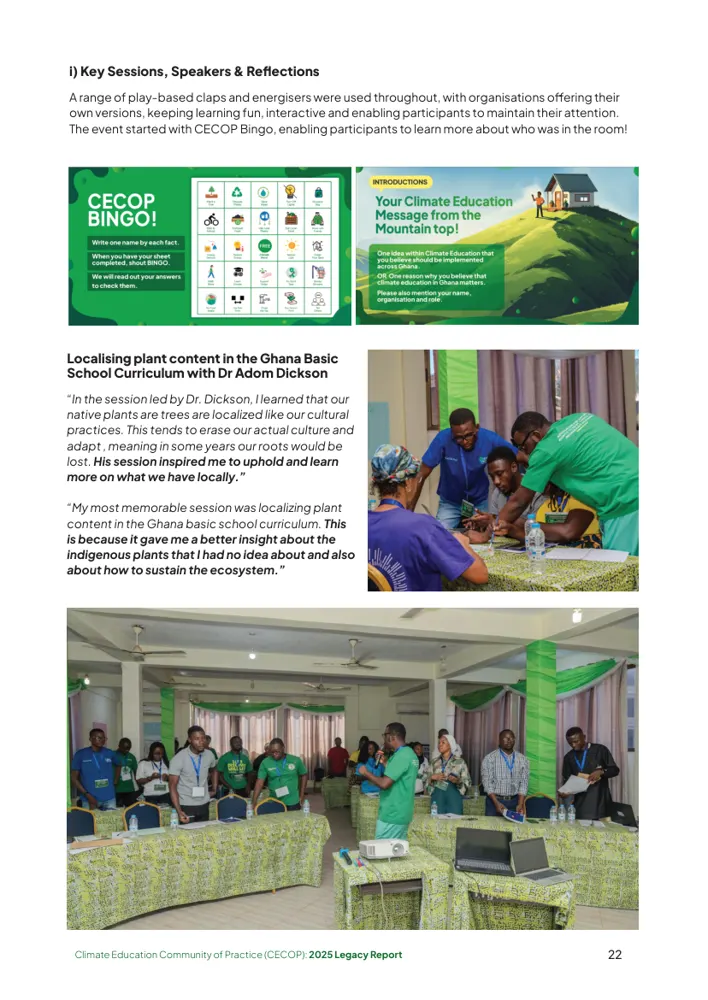 i) Key Sessions, Speakers & Reflections
A range of play-based claps and energisers were used throughout, with organisations offering their
own versions, keeping learning fun, interactive and enabling participants to maintain their attention.
The event started with CECOP Bingo, enabling participants to learn more about who was in the room!
CECOP
BINGO!
Write one name by each fact.
When you have your sheet
completed, shout BINGO.
We will read out your answers
to check them.
FREE
INTRODUCTIONS
Your Climate Education
Message from the
Mountain top!
One idea within Climate Education that
you believe should be implemented
across Ghana.
OR One reason why you believe that
climate education in Ghana matters.
Please also mention your name,
organisation and role.
Localising plant content in the Ghana Basic
School Curriculum with Dr Adom Dickson
“In the session led by Dr. Dickson, I learned that our
native plants are trees are localized like our cultural
practices. This tends to erase our actual culture and
adapt , meaning in some years our roots would be
lost. His session inspired me to uphold and learn
more on what we have locally.”
“My most memorable session was localizing plant
content in the Ghana basic school curriculum. This
is because it gave me a better insight about the
indigenous plants that I had no idea about and also
about how to sustain the ecosystem.”
Climate Education Community of Practice (CECOP): 2025 Legacy Report
22